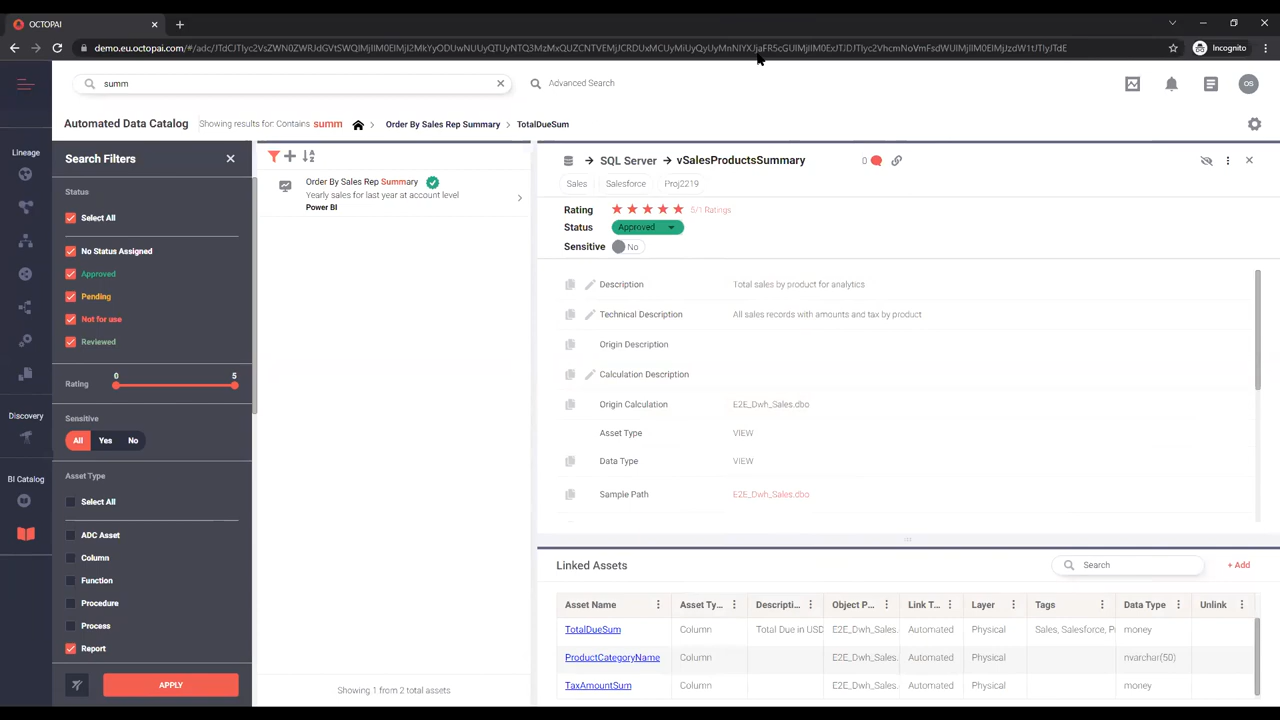 OCTOPAI
Incognito
summ
Advanced Search
OS
Automated Data Catalog
Showing results for: Contains summ
Order By Sales Rep Summary
TotalDueSum
Lineage
Discovery
BI Catalog
Search Filters
Status
Select All
No Status Assigned
Approved
Pending
Not for use
Reviewed
Rating
0
5
Sensitive
All
Yes
No
Asset Type
Select All
ADC Asset
Column
Function
Procedure
Process
Report
APPLY
Order By Sales Rep Summary
Yearly sales for last year at account level
Power BI
Showing 1 from 2 total assets
SQL Server
vSalesProductsSummary
0
Sales
Salesforce
Proj2219
Rating
5/1 Ratings
Status
Approved
Sensitive
No
Description
Total sales by product for analytics
Technical Description
All sales records with amounts and tax by product
Origin Description
Calculation Description
Origin Calculation
E2E_Dwh_Sales.dbo
Asset Type
VIEW
Data Type
VIEW
Sample Path
E2E_Dwh_Sales.dbo
Linked Assets
Search
+ Add
Asset Name Asset Ty... Descripti... Object P... Link T... Layer Tags Data Type Unlink
TotalDueSum Column Total Due in USD E2E_Dwh_Sales. Automated Physical Sales, Salesforce, P money
ProductCategoryName Column E2E_Dwh_Sales. Automated Physical nvarchar(50)
TaxAmountSum Column E2E_Dwh_Sales. Automated Physical money